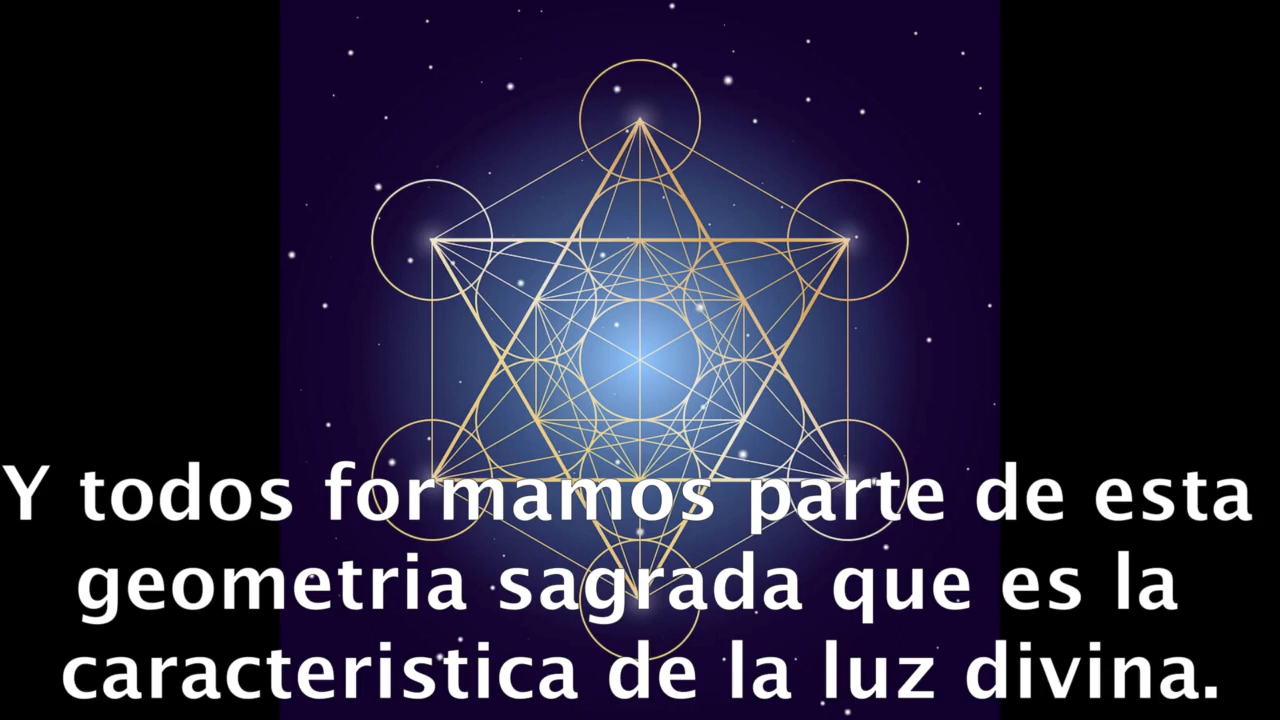 Y todos formamos parte de esta
geometria sagrada que es la
caracteristica de la luz divina.